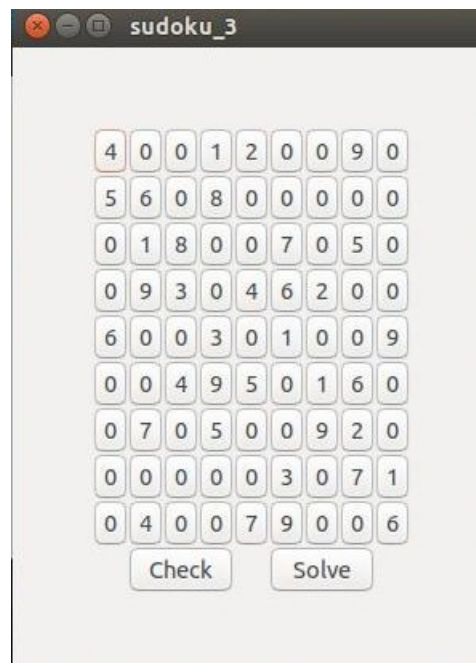 sudoku_3
4 0 0 1 2 0 0 9 0
5 6 0 8 0 0 0 0 0
0 1 8 0 0 7 0 5 0
0 9 3 0 4 6 2 0 0
6 0 0 3 0 1 0 0 9
0 0 4 9 5 0 1 6 0
0 7 0 5 0 0 9 2 0
0 0 0 0 0 3 0 7 1
0 4 0 0 7 9 0 0 6
Check Solve